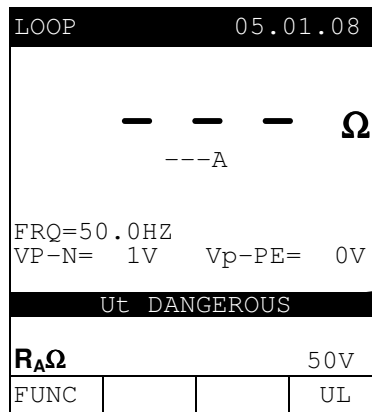 LOOP 05.01.08
- - - Ω
---A
FRQ=50.0HZ
VP-N= 1V Vp-PE= 0V
Ut DANGEROUS
RAΩ 50V
FUNC UL